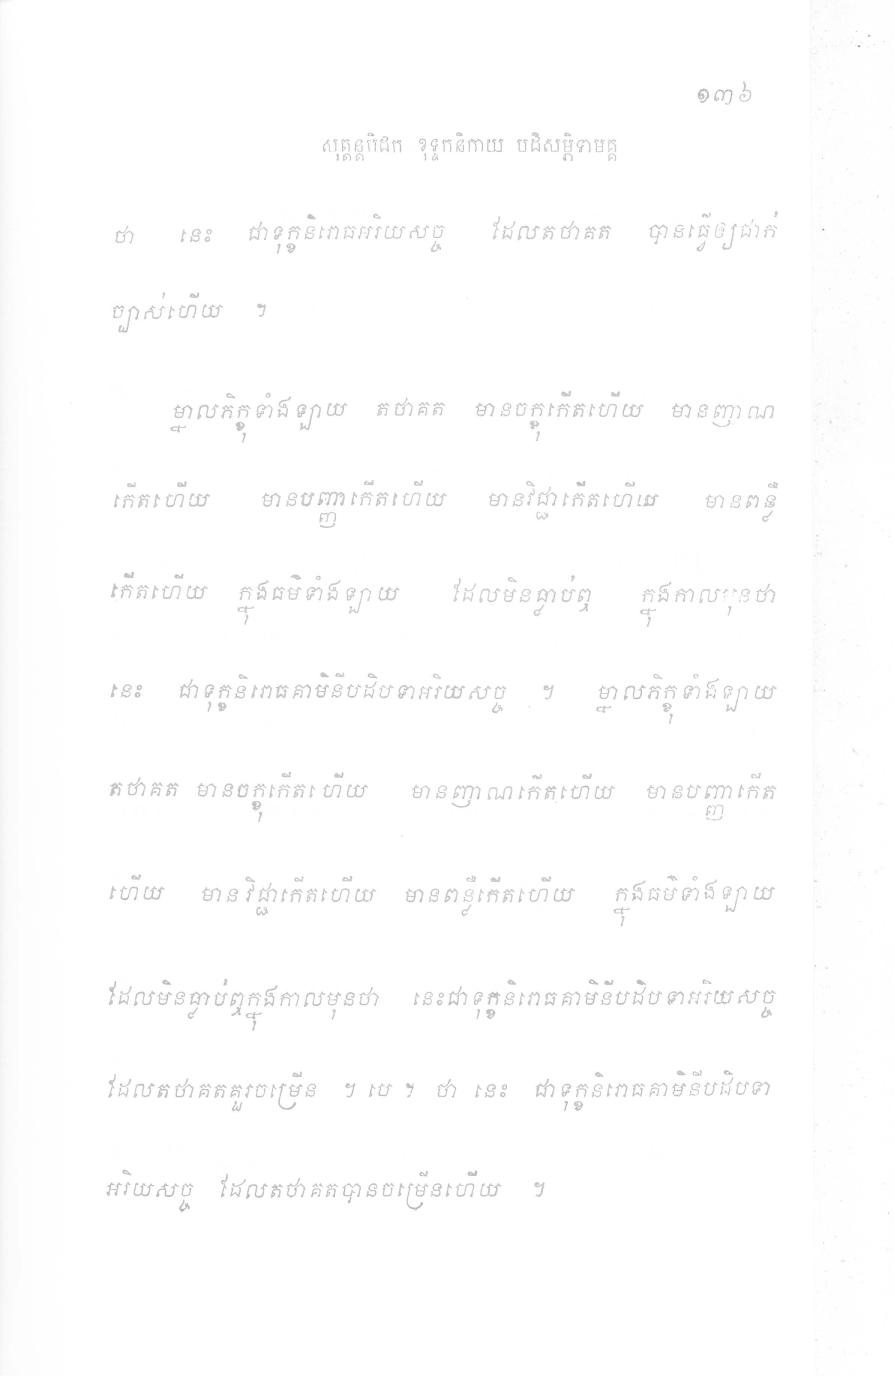 ១៣៦
សុត្តន្តបិដក ខុទ្ទកនិកាយ បដិសម្ភិទាមគ្គ
ថា នេះ ជាទុក្ខនិរោធអរិយសច្ច ដែលតថាគត បានធ្វើឲ្យជាក់
ច្បាស់ហើយ ។
ម្នាលភិក្ខុទាំងឡាយ តថាគត មានចក្ខុកើតហើយ មានញាណ
កើតហើយ មានបញ្ញាកើតហើយ មានវិជ្ជាកើតហើយ មានពន្លឺ
កើតហើយ ក្នុងធម៌ទាំងឡាយ ដែលមិនធ្លាប់ឮ ក្នុងកាលមុនថា
នេះ ជាទុក្ខនិរោធគាមិនីបដិបទាអរិយសច្ច ។ ម្នាលភិក្ខុទាំងឡាយ
តថាគត មានចក្ខុកើតហើយ មានញាណកើតហើយ មានបញ្ញាកើត
ហើយ មានវិជ្ជាកើតហើយ មានពន្លឺកើតហើយ ក្នុងធម៌ទាំងឡាយ
ដែលមិនធ្លាប់ឮក្នុងកាលមុនថា នេះជាទុក្ខនិរោធគាមិនីបដិបទាអរិយសច្ច
ដែលតថាគតគួរចម្រើន ។ បេ ។ ថា នេះ ជាទុក្ខនិរោធគាមិនីបដិបទា
អរិយសច្ច ដែលតថាគតបានចម្រើនហើយ ។